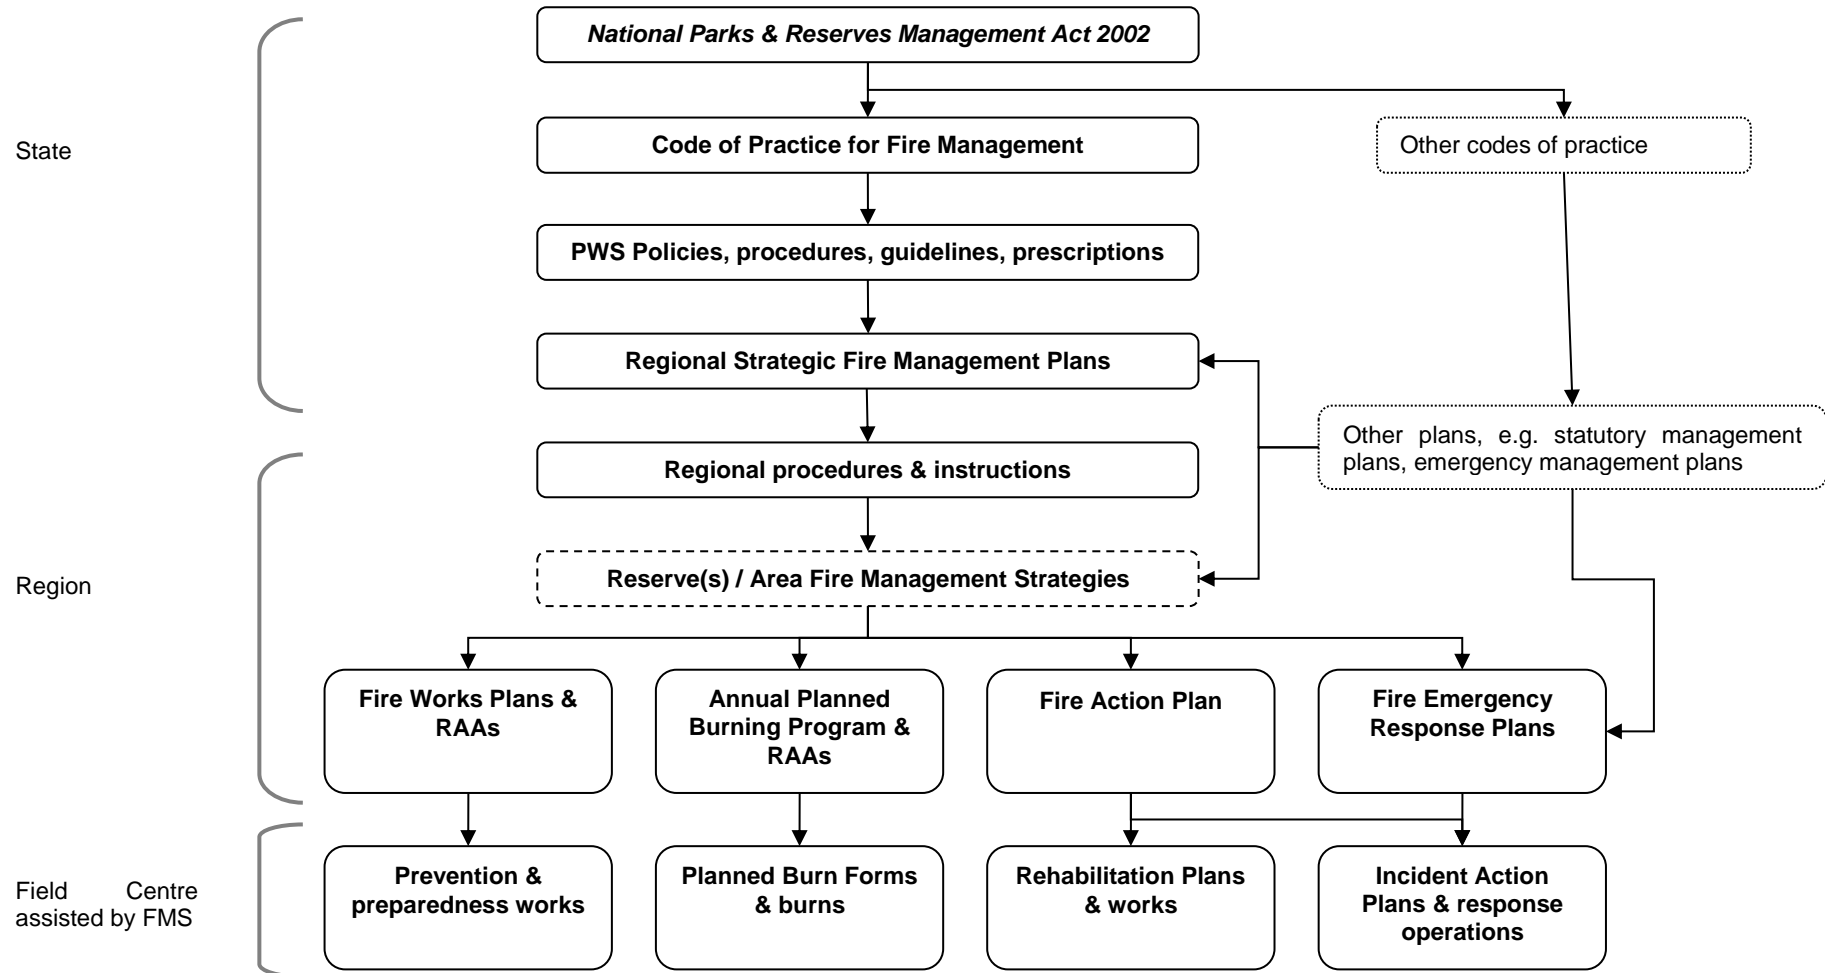 National Parks & Reserves Management Act 2002
State
Code of Practice for Fire Management
Other codes of practice
PWS Policies, procedures, guidelines, prescriptions
Regional Strategic Fire Management Plans
Other plans, e.g. statutory management
plans, emergency management plans
Regional procedures & instructions
Region
Reserve(s) / Area Fire Management Strategies
Fire Works Plans &
RAAs
Annual Planned
Burning Program &
RAAs
Fire Action Plan
Fire Emergency
Response Plans
Field Centre
assisted by FMS
Prevention &
preparedness works
Planned Burn Forms
& burns
Rehabilitation Plans
& works
Incident Action
Plans & response
operations